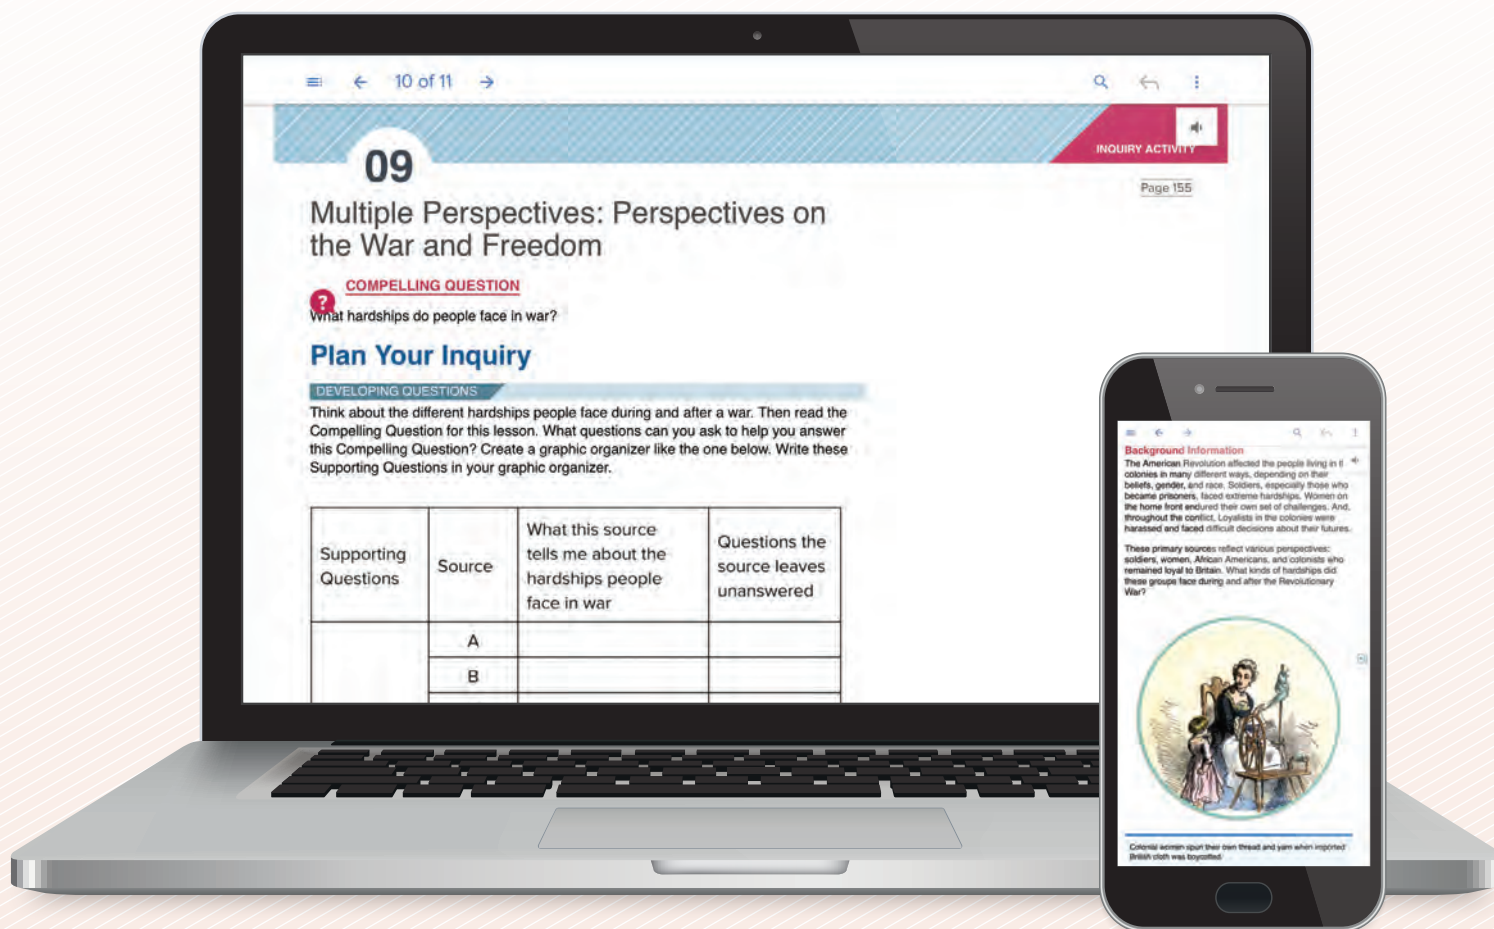 10 of 11
INQUIRY ACTIVITY
09
Page 155
Multiple Perspectives: Perspectives on
the War and Freedom
COMPELLING QUESTION
?
What hardships do people face in war?
Plan Your Inquiry
DEVELOPING QUESTIONS
Think about the different hardships people face during and after a war. Then read the
Compelling Question for this lesson. What questions can you ask to help you answer
this Compelling Question? Create a graphic organizer like the one below. Write these
Supporting Questions in your graphic organizer.
Supporting
Questions
Source
What this source
tells me about the
hardships people
face in war
Questions the
source leaves
unanswered
A
B
Background Information
The American Revolution affected the people living in
colonies in many different ways, depending on their
beliefs, gender, and race. Soldiers, especially those who
became prisoners, faced extreme hardships. Women on
the home front endured their own set of challenges. And,
throughout the conflict, Loyalists in the colonies were
harassed and faced difficult decisions about their futures.
These primary sources reflect various perspectives:
soldiers, women, African Americans, and colonists who
remained loyal to Britain. What kinds of hardships did
these groups face during and after the Revolutionary
War?
Colonial women spun their own thread and yarn when imported
British cloth was boycotted.